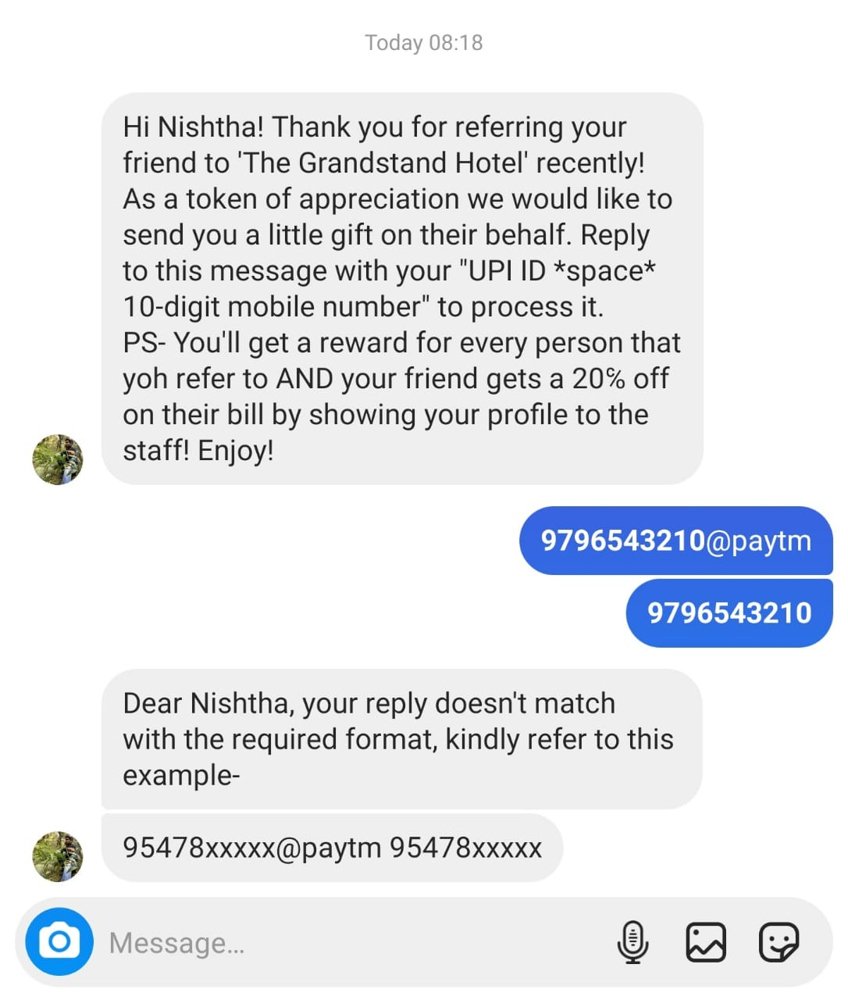 Today 08:18
Hi Nishtha! Thank you for referring your
friend to 'The Grandstand Hotel' recently!
As a token of appreciation we would like to
send you a little gift on their behalf. Reply
to this message with your "UPI ID *space*
10-digit mobile number" to process it.
PS- You'll get a reward for every person that
yoh refer to AND your friend gets a 20% off
on their bill by showing your profile to the
staff! Enjoy!
9796543210@paytm
9796543210
Dear Nishtha, your reply doesn't match
with the required format, kindly refer to this
example-
95478xxxxx@paytm 95478xxxxx
Message...